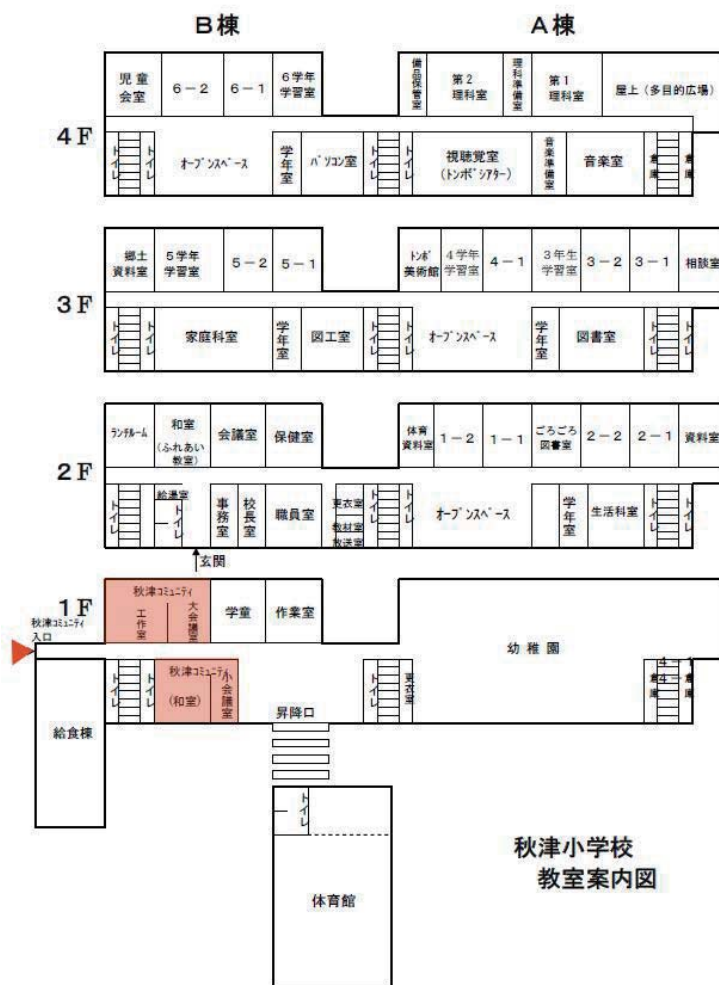 B棟
A棟
4F
児童会室
6－2
6－1
6学年学習室
備品保管室
第2理科室
理科準備室
第1理科室
屋上（多目的広場）
トイレ
トイレ
オープンスペース
学年室
パソコン室
トイレ
トイレ
視聴覚室
(トンボシアター)
音楽準備室
音楽室
倉庫
倉庫
3F
郷土資料室
5学年学習室
5－2
5－1
トンボ美術館
4学年学習室
4－1
3年生学習室
3－2
3－1
相談室
トイレ
トイレ
家庭科室
学年室
図工室
トイレ
トイレ
オープンスペース
学年室
図書室
トイレ
トイレ
2F
ランチルーム
和室
(ふれあい教室)
会議室
保健室
体育資料室
1－2
1－1
ごろごろ図書室
2－2
2－1
資料室
トイレ
給湯室
トイレ
事務室
校長室
職員室
更衣室
教材室
放送室
トイレ
トイレ
オープンスペース
学年室
生活科室
トイレ
トイレ
玄関
1F
秋津コミュニティ
入口
秋津コミュニティ
工作室
大会議室
学童
作業室
幼稚園
トイレ
トイレ
秋津コミュニティ
(和室)
小会議室
昇降口
トイレ
更衣室
倉庫
倉庫
給食棟
トイレ
体育館
秋津小学校
教室案内図